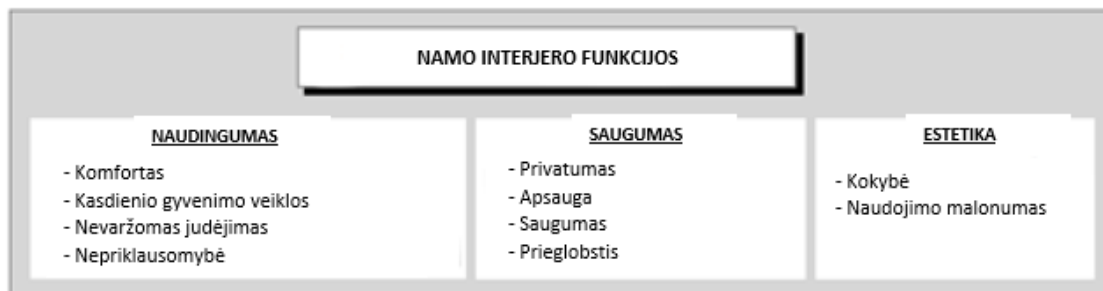 NAMO INTERJERO FUNKCIJOS
NAUDINGUMAS
- Komfortas
- Kasdienio gyvenimo veiklos
- Nevaržomas judėjimas
- Nepriklausomybė
SAUGUMAS
- Privatumas
- Apsauga
- Saugumas
- Prieglobstis
ESTETIKA
- Kokybė
- Naudojimo malonumas